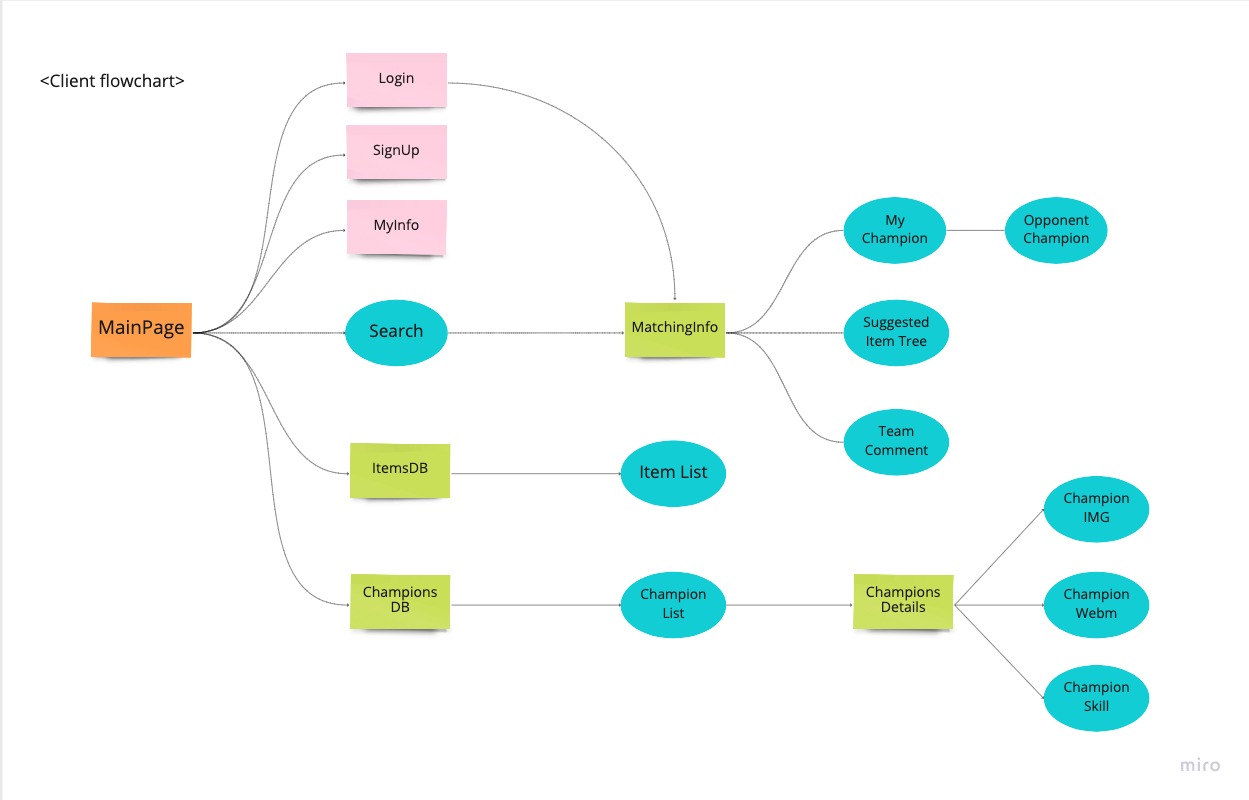 <Client flowchart>
Login
SignUp
MyInfo
MainPage
Search
MatchingInfo
My
Champion
Opponent
Champion
Suggested
Item Tree
Team
Comment
ItemsDB
Item List
Champions
DB
Champion
List
Champions
Details
Champion
IMG
Champion
Webm
Champion
Skill
miro